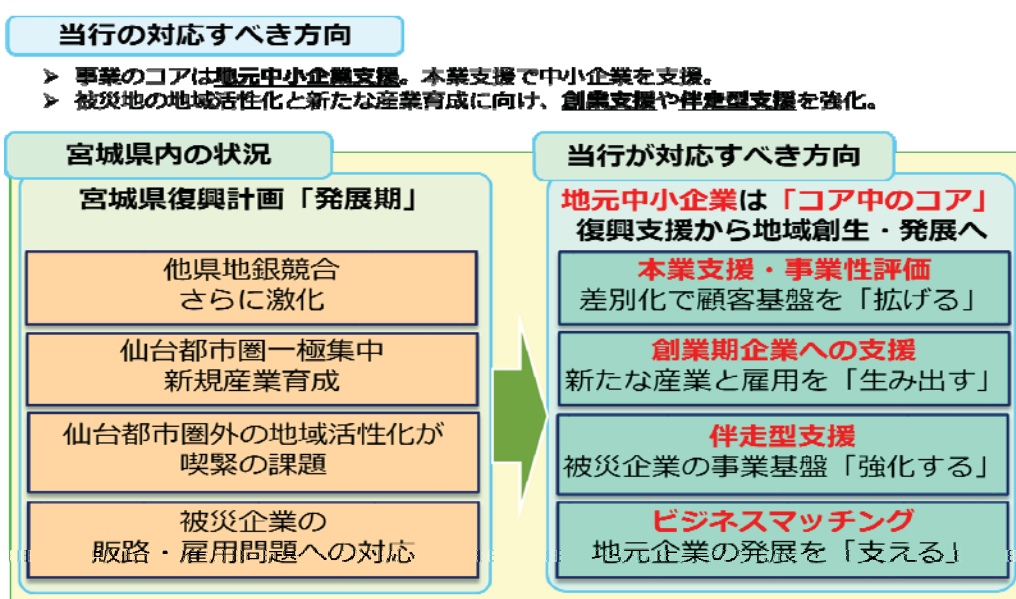 当行の対応すべき方向
➢ 事業のコアは地元中小企業支援。本業支援で中小企業を支援。
➢ 被災地の地域活性化と新たな産業育成に向け、創業支援や伴走型支援を強化。
宮城県内の状況
宮城県復興計画「発展期」
他県地銀競合
さらに激化
仙台都市圏一極集中
新規産業育成
仙台都市圏外の地域活性化が
喫緊の課題
被災企業の
販路・雇用問題への対応
当行が対応すべき方向
地元中小企業は「コア中のコア」
復興支援から地域創生・発展へ
本業支援・事業性評価
差別化で顧客基盤を「拡げる」
創業期企業への支援
新たな産業と雇用を「生み出す」
伴走型支援
被災企業の事業基盤「強化する」
ビジネスマッチング
地元企業の発展を「支える」